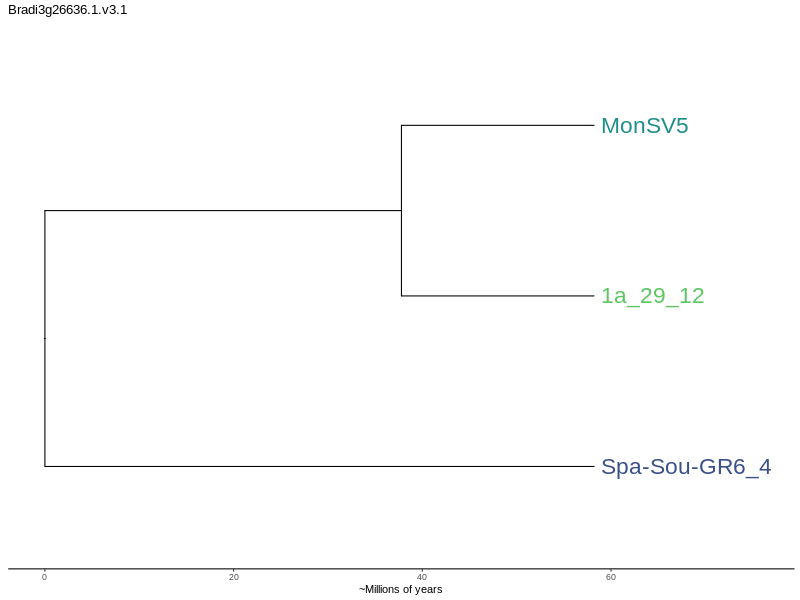 Bradi3g26636.1.v3.1
MonSV5
1a_29_12
Spa-Sou-GR6_4
0 20 40 60
~Millions of years